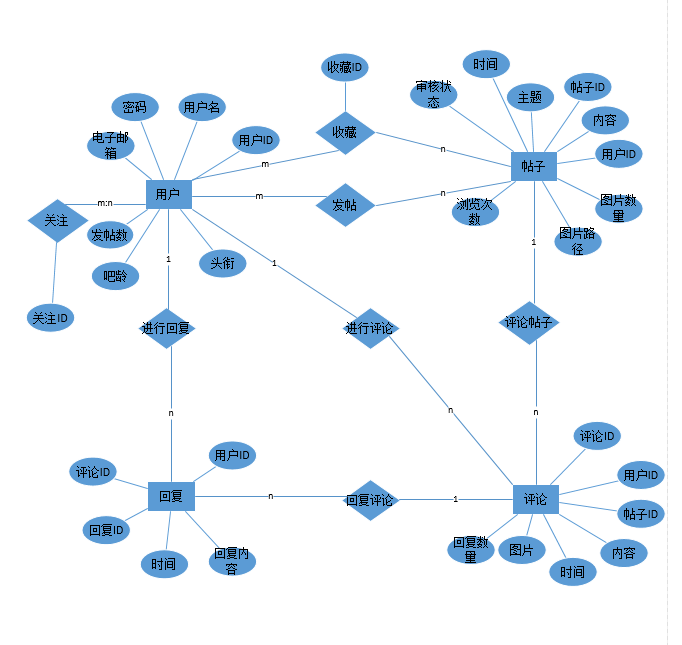 时间
收藏ID
审核状
态
帖子ID
主题
密码
用户名
收藏
内容
电子邮
箱
用户ID
n
用户ID
m
帖子
用户
m
n
m:n
发帖
浏览次
数
图片数
量
关注
发帖数
图片路
径
1
1
头衔
1
吧龄
关注ID
进行回复
进行评论
评论帖子
n
n
n
评论ID
用户ID
评论ID
用户ID
回复
n
回复评论
1
评论
帖子ID
回复ID
回复数
量
图片
内容
时间
回复内
容
时间